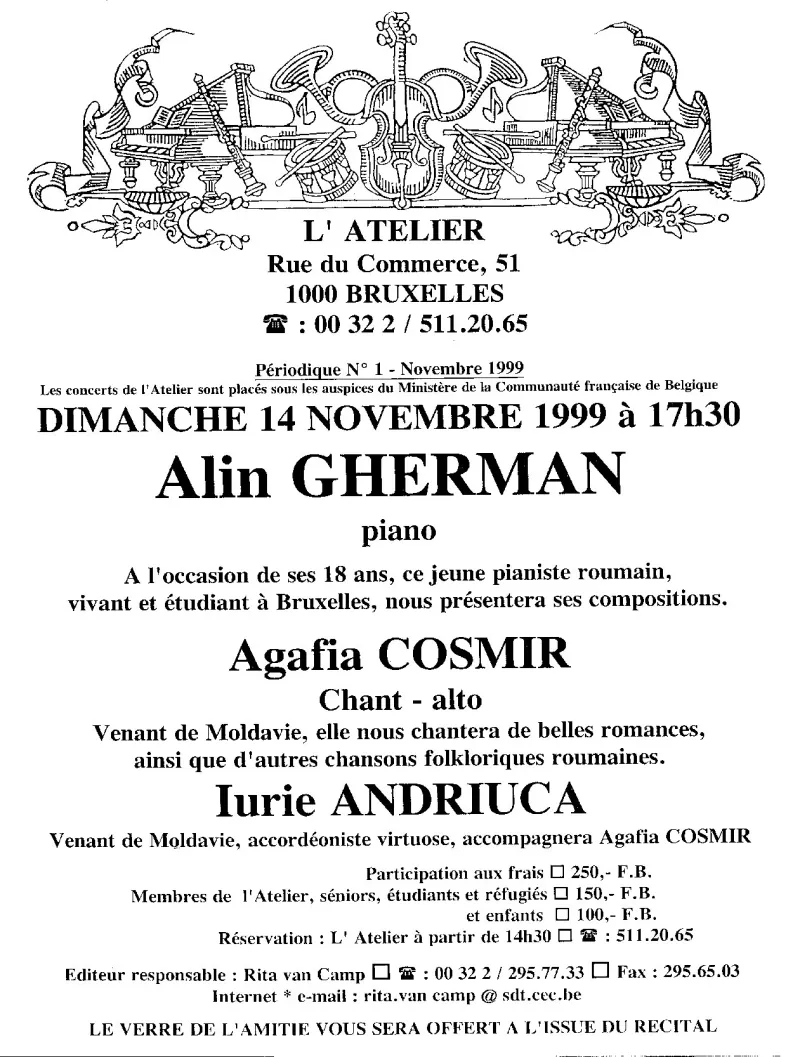 L' ATELIER
Rue du Commerce, 51
1000 BRUXELLES
☎ : 00 32 2 / 511.20.65
Périodique N° 1 - Novembre 1999
Les concerts de l'Atelier sont placés sous les auspices du Ministère de la Communauté française de Belgique
DIMANCHE 14 NOVEMBRE 1999 à 17h30
Alin GHERMAN
piano
A l'occasion de ses 18 ans, ce jeune pianiste roumain,
vivant et étudiant à Bruxelles, nous présentera ses compositions.
Agafia COSMIR
Chant - alto
Venant de Moldavie, elle nous chantera de belles romances,
ainsi que d'autres chansons folkloriques roumaines.
Iurie ANDRIUCA
Venant de Moldavie, accordéoniste virtuose, accompagnera Agafia COSMIR
Participation aux frais ☐ 250,- F.B.
Membres de l'Atelier, séniors, étudiants et réfugiés ☐ 150,- F.B.
et enfants ☐ 100,- F.B.
Réservation : L' Atelier à partir de 14h30 ☐ ☎ : 511.20.65
Editeur responsable : Rita van Camp ☐ ☎ : 00 32 2 / 295.77.33 ☐ Fax : 295.65.03
Internet * e-mail : rita.van camp @ sdt.cec.be
LE VERRE DE L'AMITIE VOUS SERA OFFERT A L'ISSUE DU RECITAL